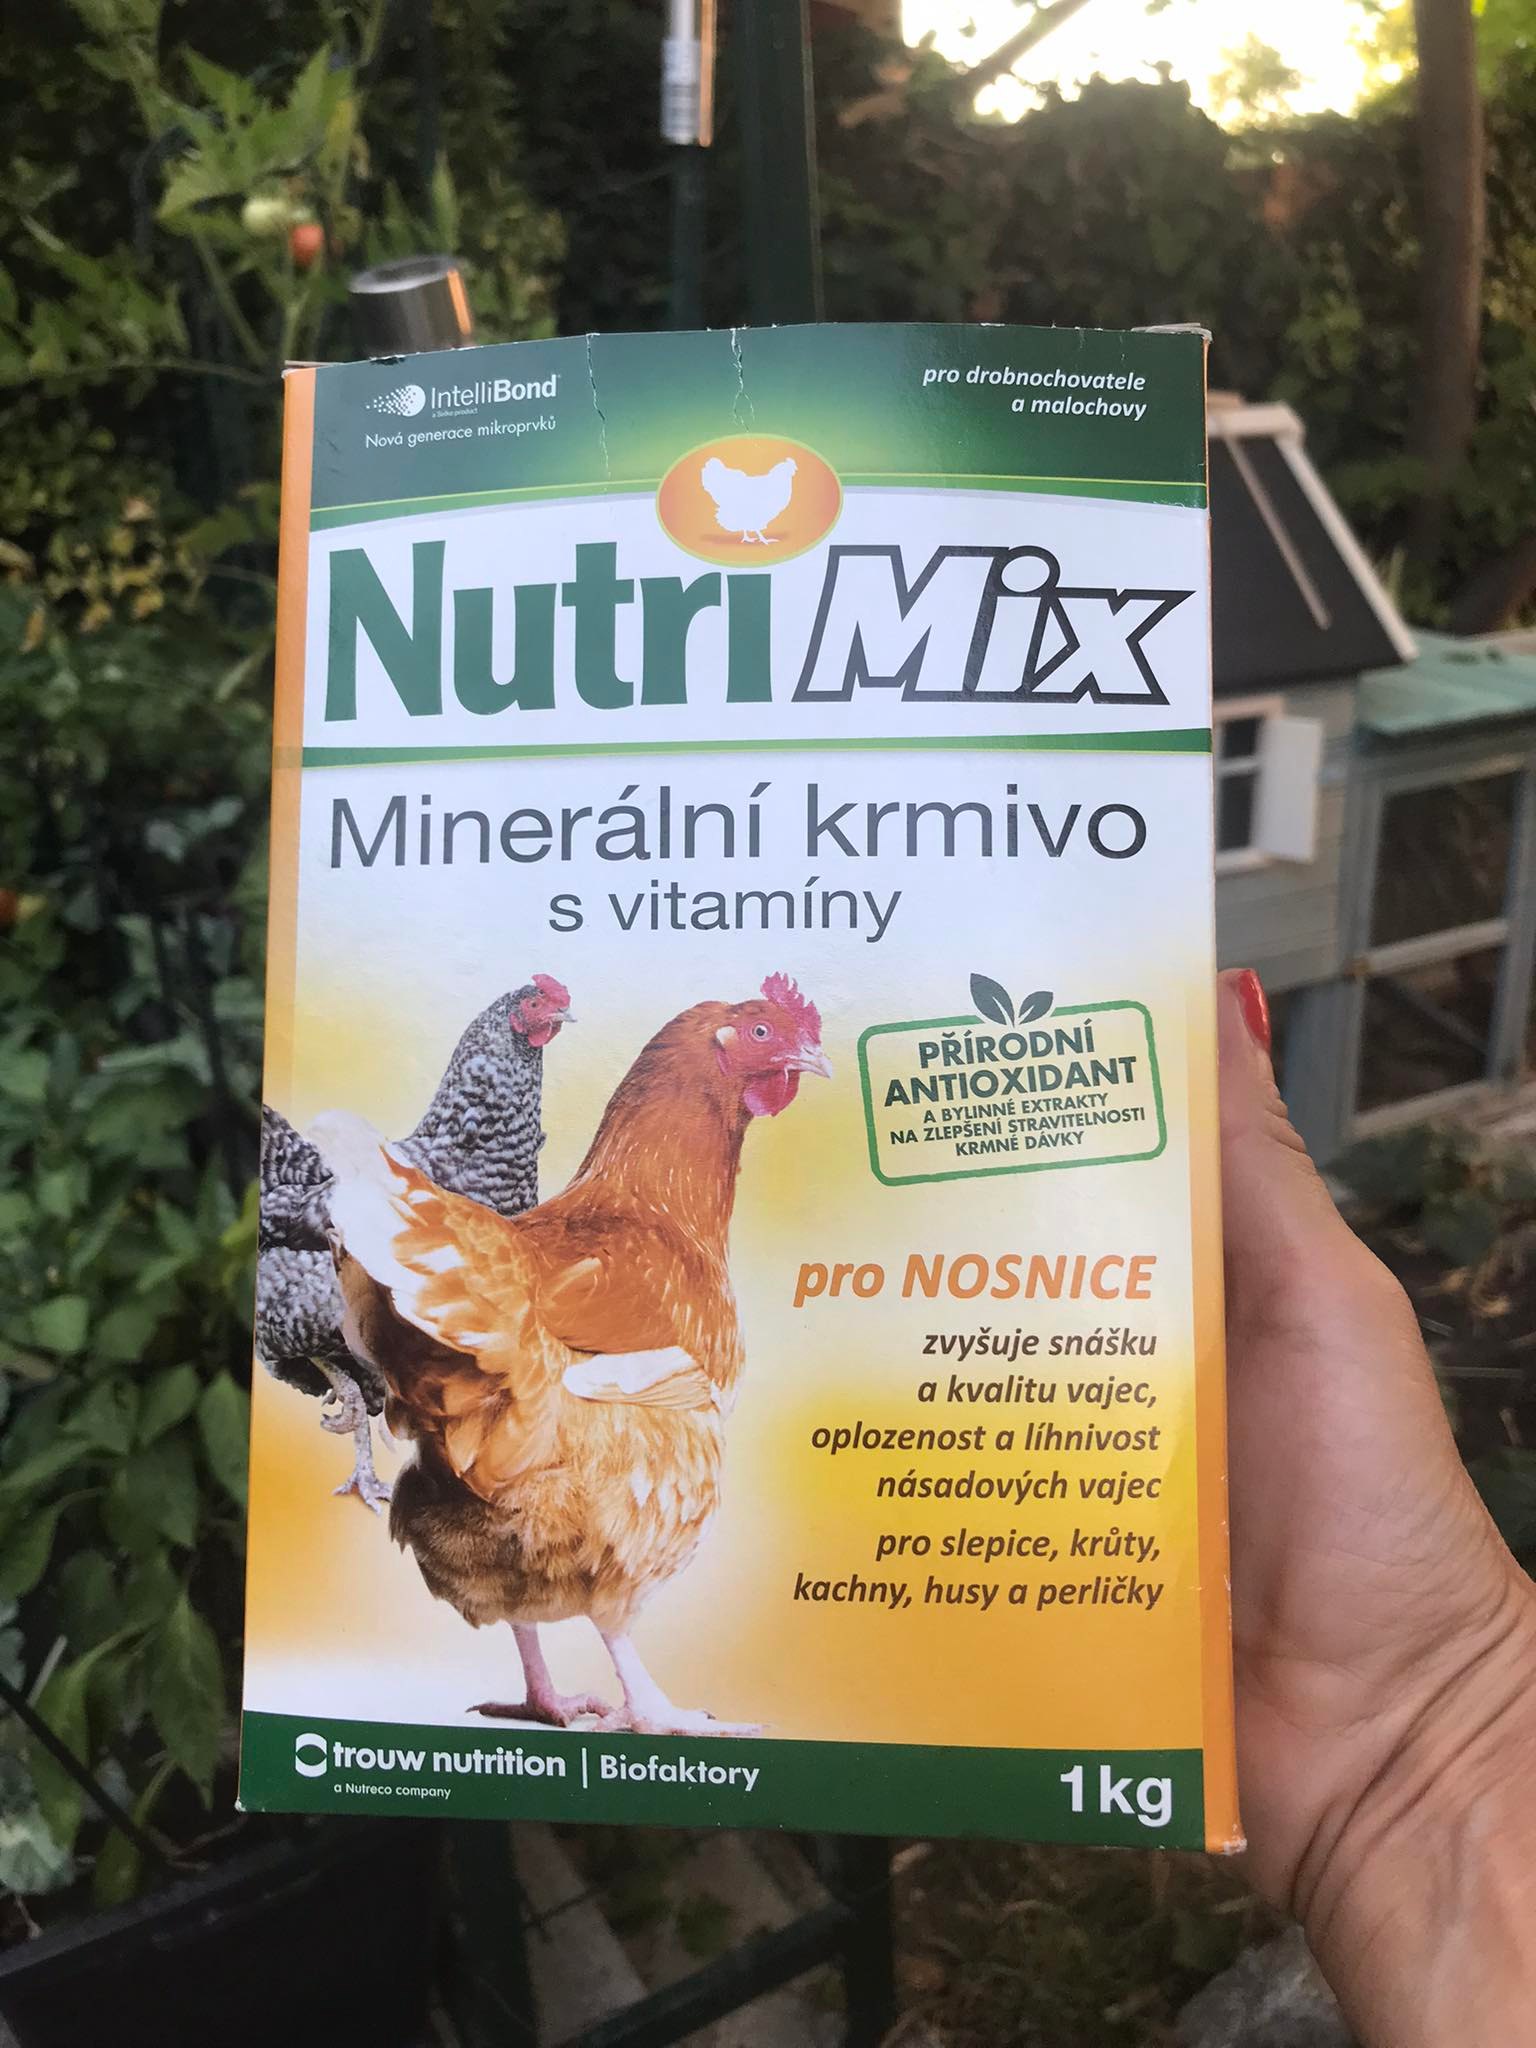 IntelliBond
Nová generace mikroprvků
pro drobnochovatele
a malochovy
NutriMix
Minerální krmivo
s vitamíny
PŘÍRODNÍ
ANTIOXIDANT
A BYLINNÉ EXTRAKTY
NA ZLEPŠENÍ STRAVITELNOSTI
KRMNÉ DÁVKY
pro NOSNICE
zvyšuje snášku
a kvalitu vajec,
oplozenost a líhnivost
násadových vajec
pro slepice, krůty,
kachny, husy a perličky
trouw nutrition | Biofaktory
a Nutreco company
1kg